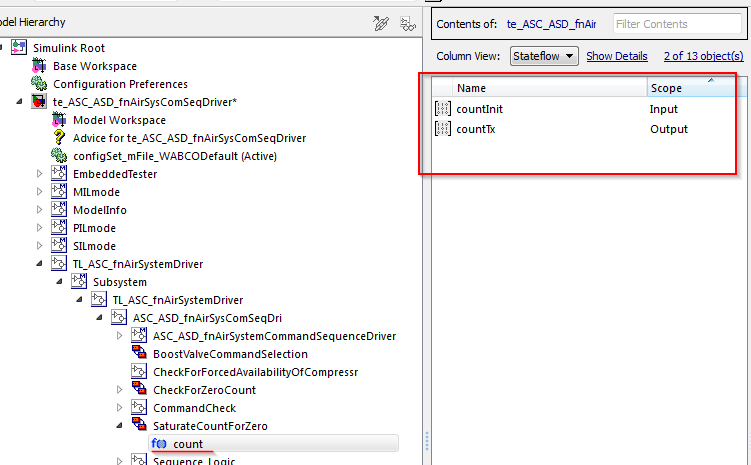 odel Hierarchy
Simulink Root
Base Workspace
Configuration Preferences
te_ASC_ASD_fnAirSysComSeqDriver*
Model Workspace
Advice for te_ASC_ASD_fnAirSysComSeqDriver
configSet_mFile_WABCODefault (Active)
EmbeddedTester
MILmode
ModelInfo
PILmode
SILmode
TL_ASC_fnAirSystemDriver
Subsystem
TL_ASC_fnAirSystemDriver
ASC_ASD_fnAirSysComSeqDri
ASC_ASD_fnAirSystemCommandSequenceDriver
BoostValveCommandSelection
CheckForForcedAvailabilityOfCompressr
CheckForZeroCount
CommandCheck
SaturateCountForZero
f() count
Sequence_Logic
Contents of: te_ASC_ASD_fnAir Filter Contents
Column View: Stateflow Show Details 2 of 13 object(s)
Name Scope
countInit Input
countTx Output